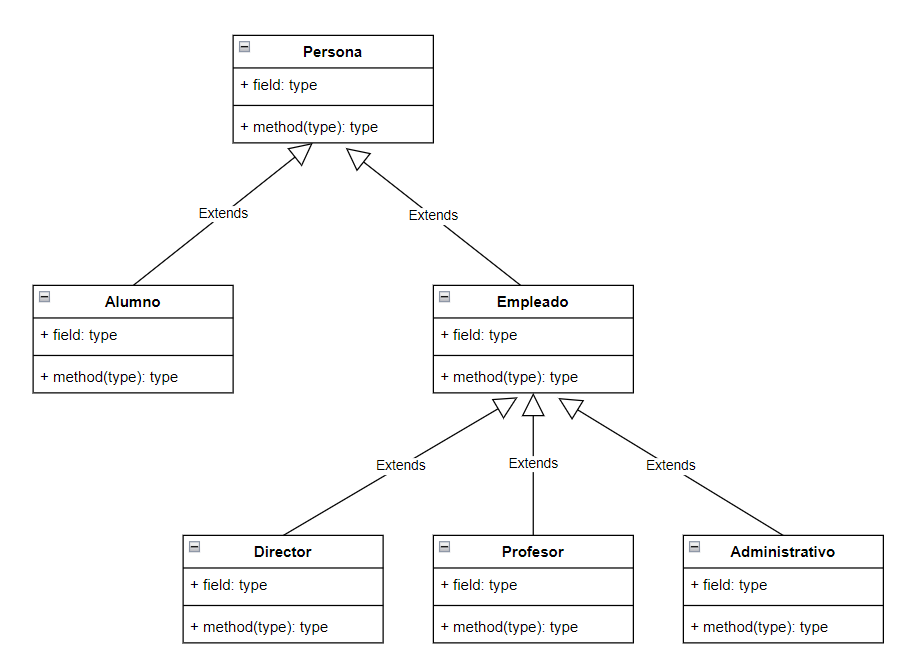 Persona
+ field: type
+ method(type): type
Extends
Extends
Alumno
+ field: type
+ method(type): type
Empleado
+ field: type
+ method(type): type
Extends
Extends
Extends
Director
+ field: type
+ method(type): type
Profesor
+ field: type
+ method(type): type
Administrativo
+ field: type
+ method(type): type